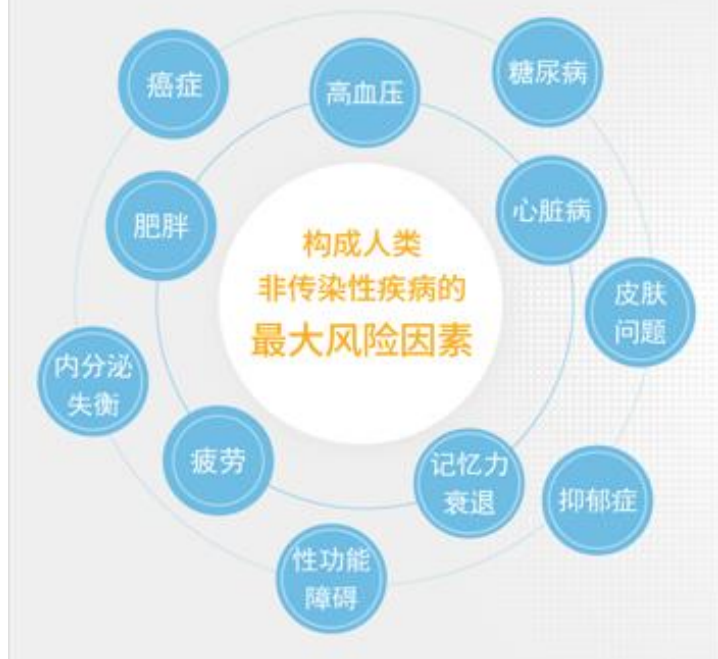 癌症
高血压
糖尿病
肥胖
心脏病
构成人类
非传染性疾病的
最大风险因素
皮肤
问题
内分泌
失衡
疲劳
记忆力
衰退
抑郁症
性功能
障碍